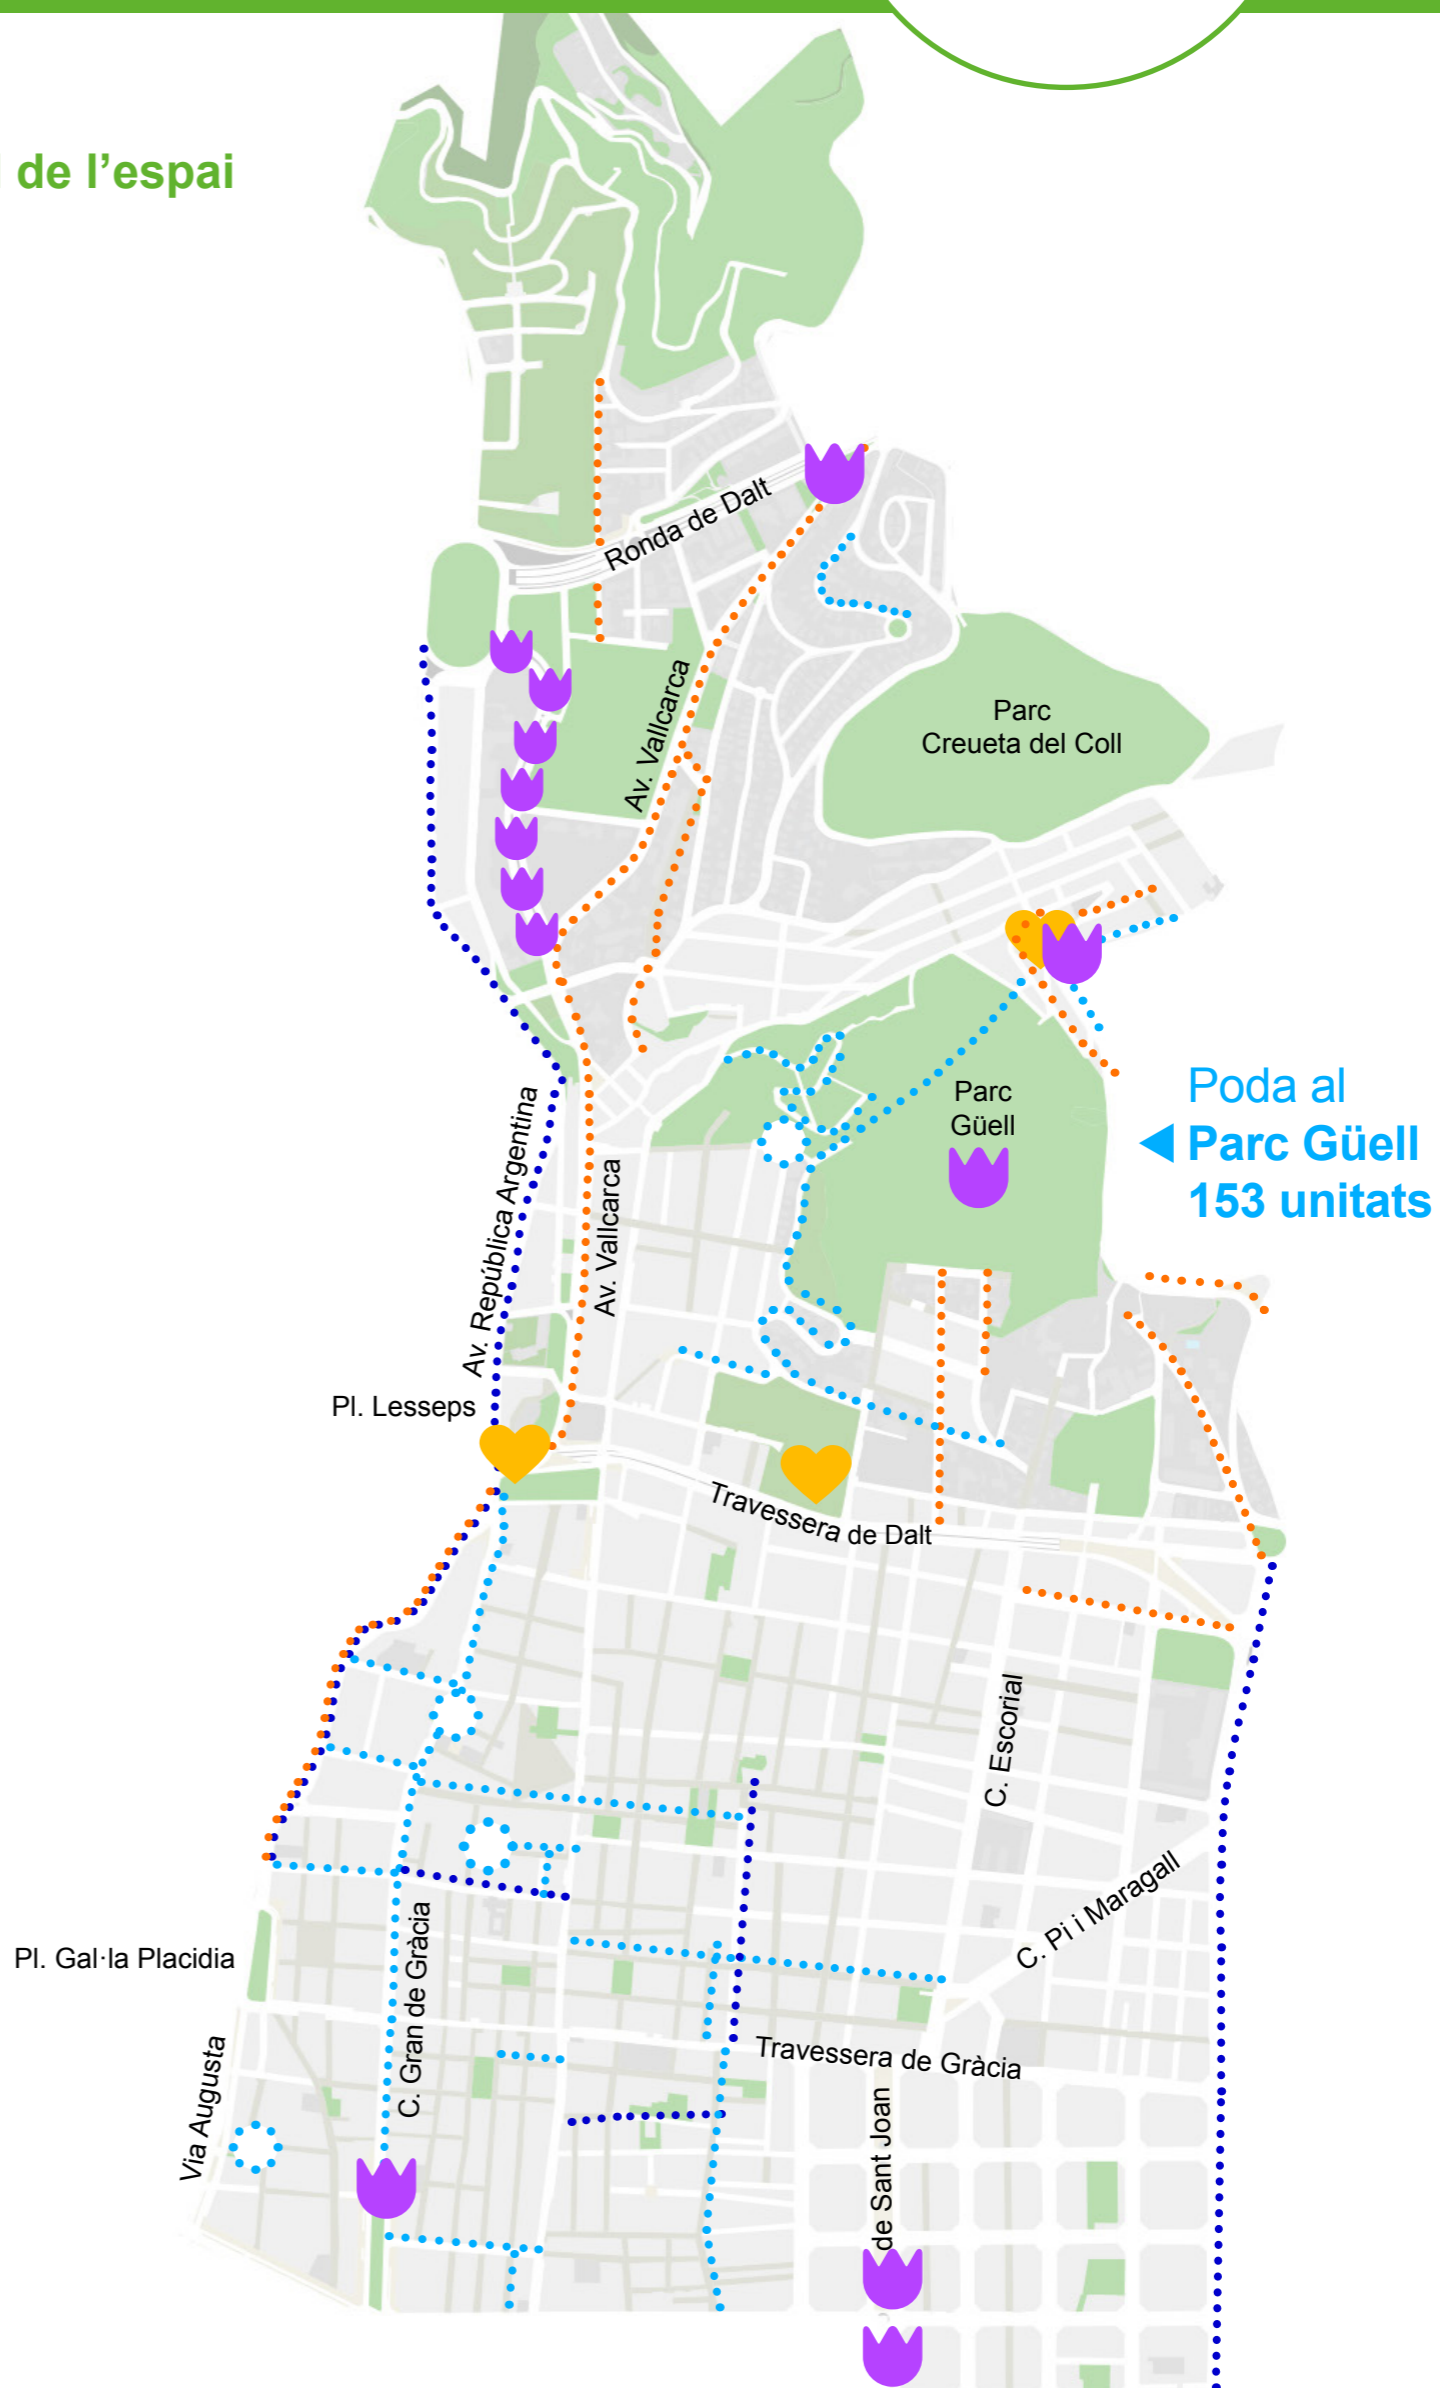 de l’espai
Ronda de Dalt
Av. Vallcarca
Parc
Creueta del Coll
Parc
Güell
Poda al
Parc Güell
153 unitats
Av. República Argentina
Av. Vallcarca
Pl. Lesseps
Travessera de Dalt
C. Escorial
C. Pi i Maragall
Pl. Gal·la Placidia
C. Gran de Gràcia
Travessera de Gràcia
Via Augusta
de Sant Joan